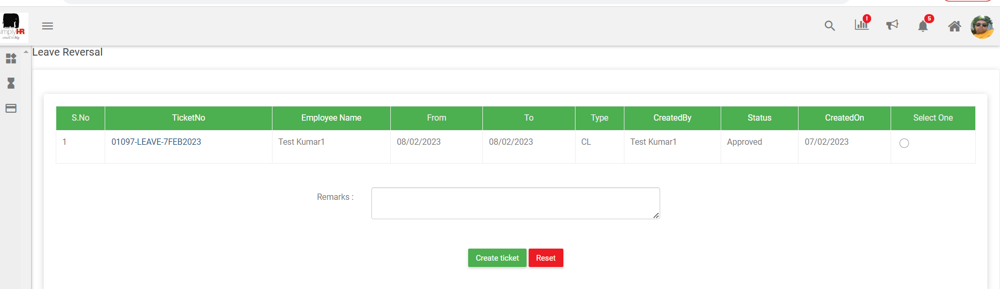 simplyHR
small is big
!
5
Leave Reversal
S.No TicketNo Employee Name From To Type CreatedBy Status CreatedOn Select One
1 01097-LEAVE-7FEB2023 Test Kumar1 08/02/2023 08/02/2023 CL Test Kumar1 Approved 07/02/2023
Remarks :
Create ticket Reset